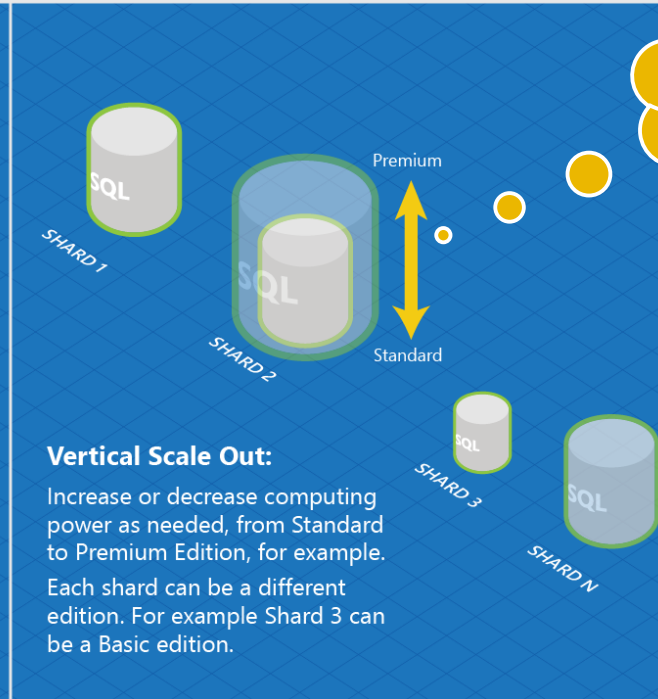 Premium
SQL
SHARD 1
SQL
SHARD 2
Standard
SQL
SHARD 3
SQL
SHARD N
Vertical Scale Out:
Increase or decrease computing
power as needed, from Standard
to Premium Edition, for example.
Each shard can be a different
edition. For example Shard 3 can
be a Basic edition.